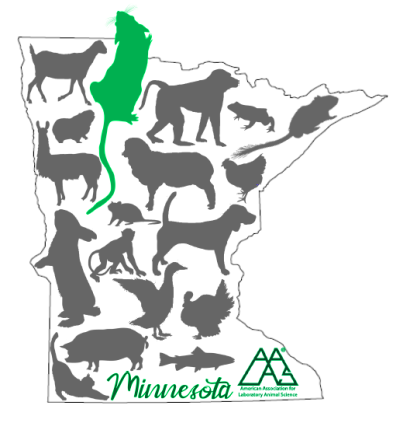 Minnesota
AALAS®
American Association for
Laboratory Animal Science